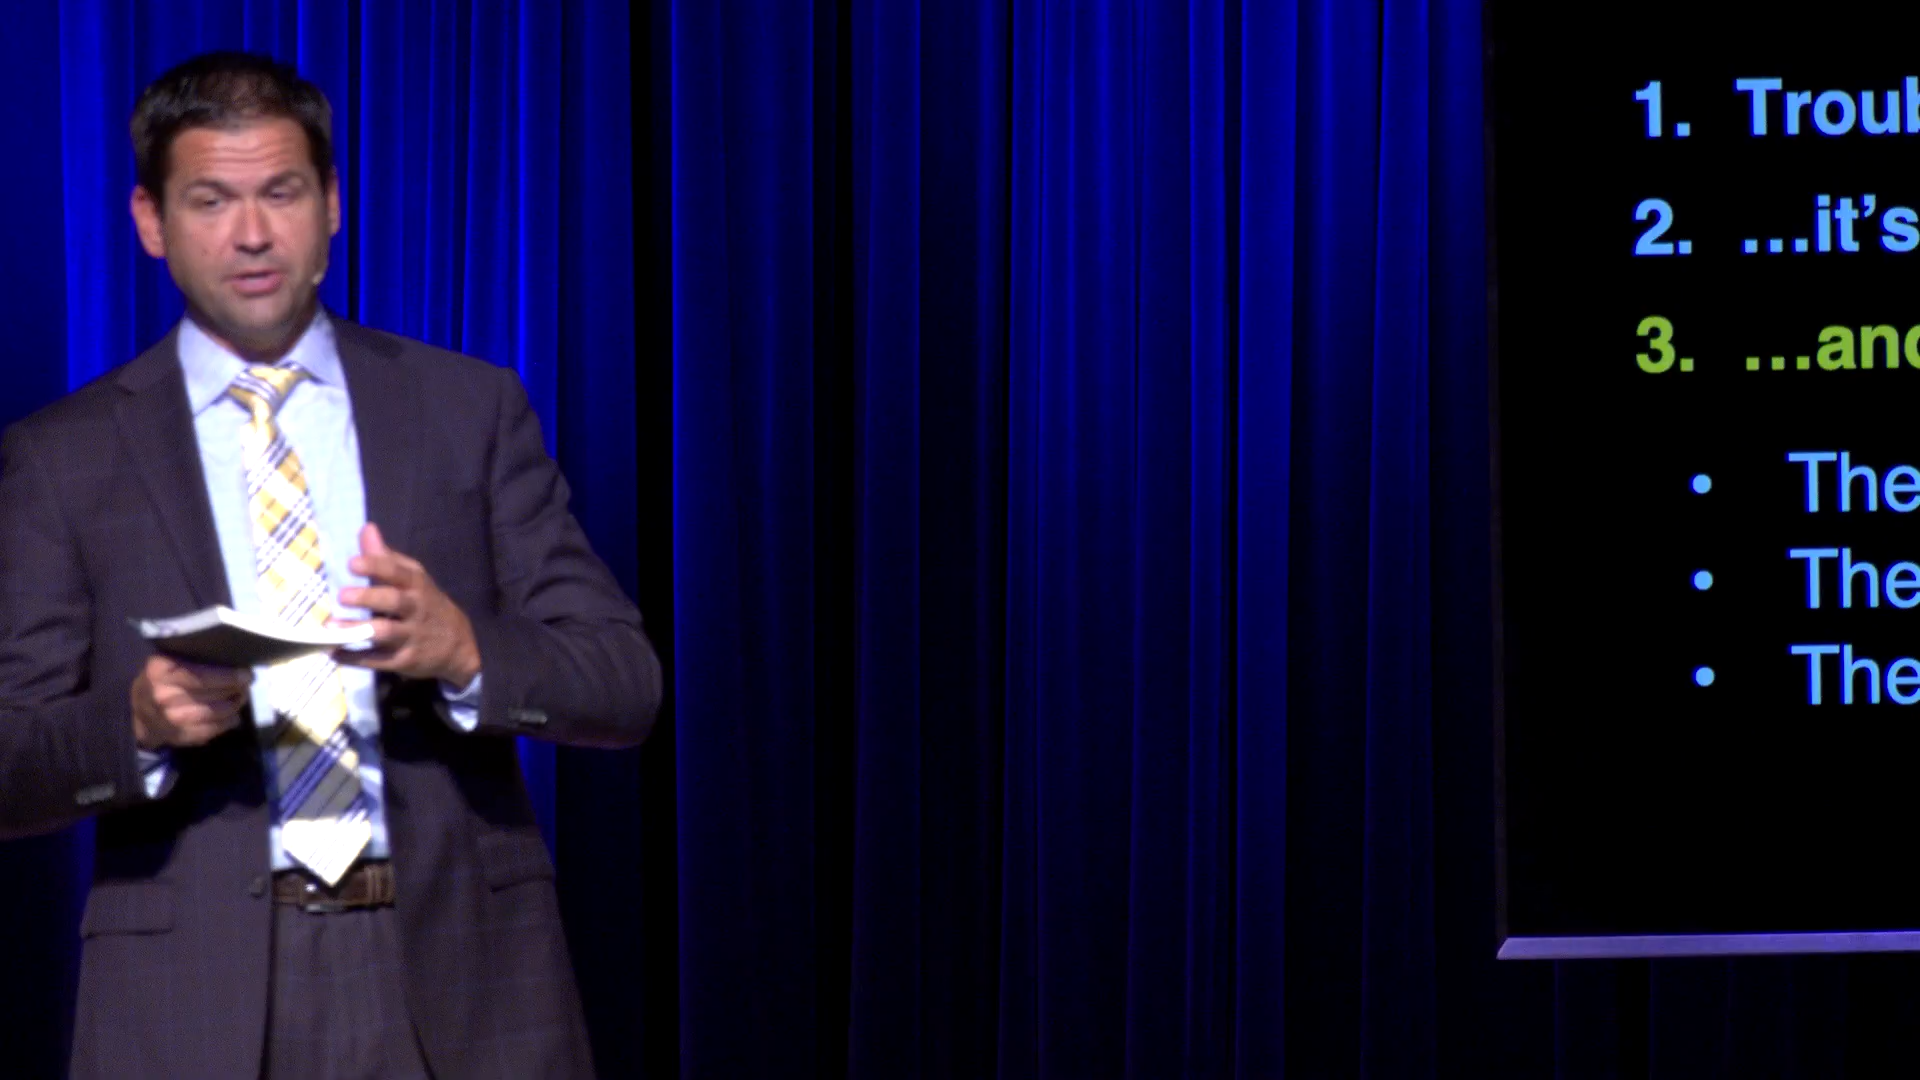 1. Troub
2. …it’s
3. …and
• The
• The
• The